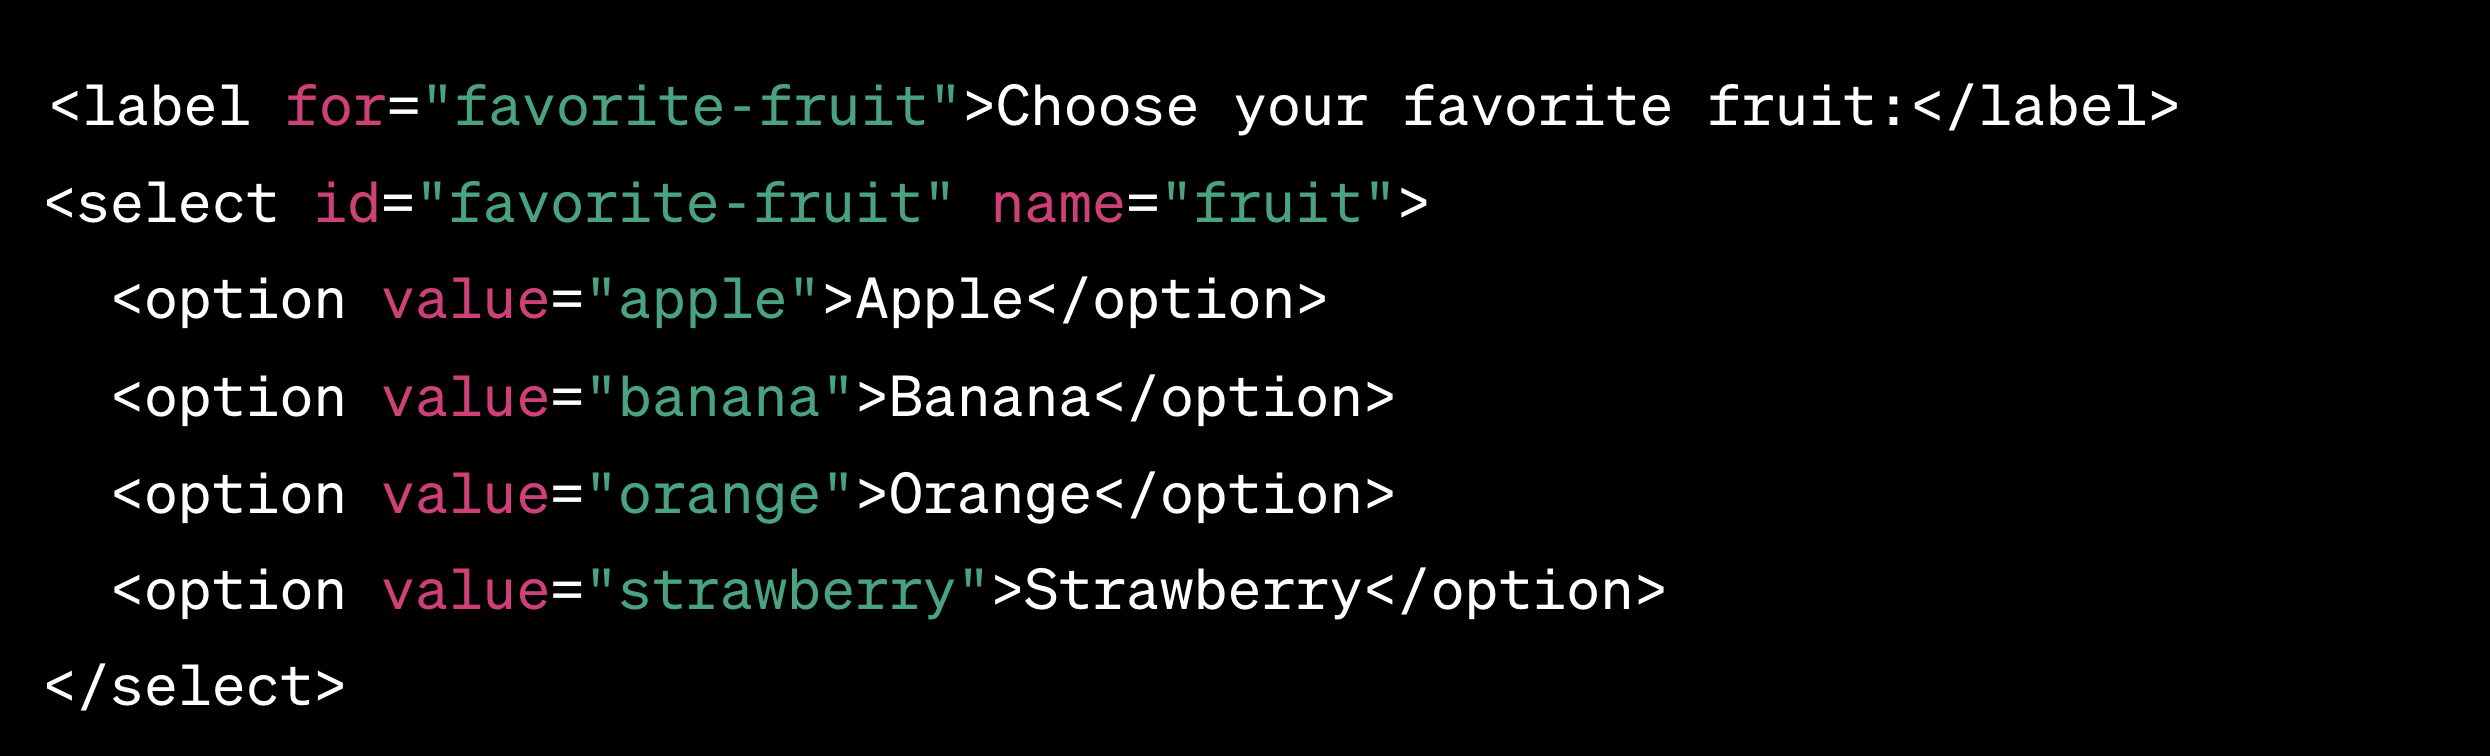 <label for="favorite-fruit">Choose your favorite fruit:</label>
<select id="favorite-fruit" name="fruit">
  <option value="apple">Apple</option>
  <option value="banana">Banana</option>
  <option value="orange">Orange</option>
  <option value="strawberry">Strawberry</option>
</select>